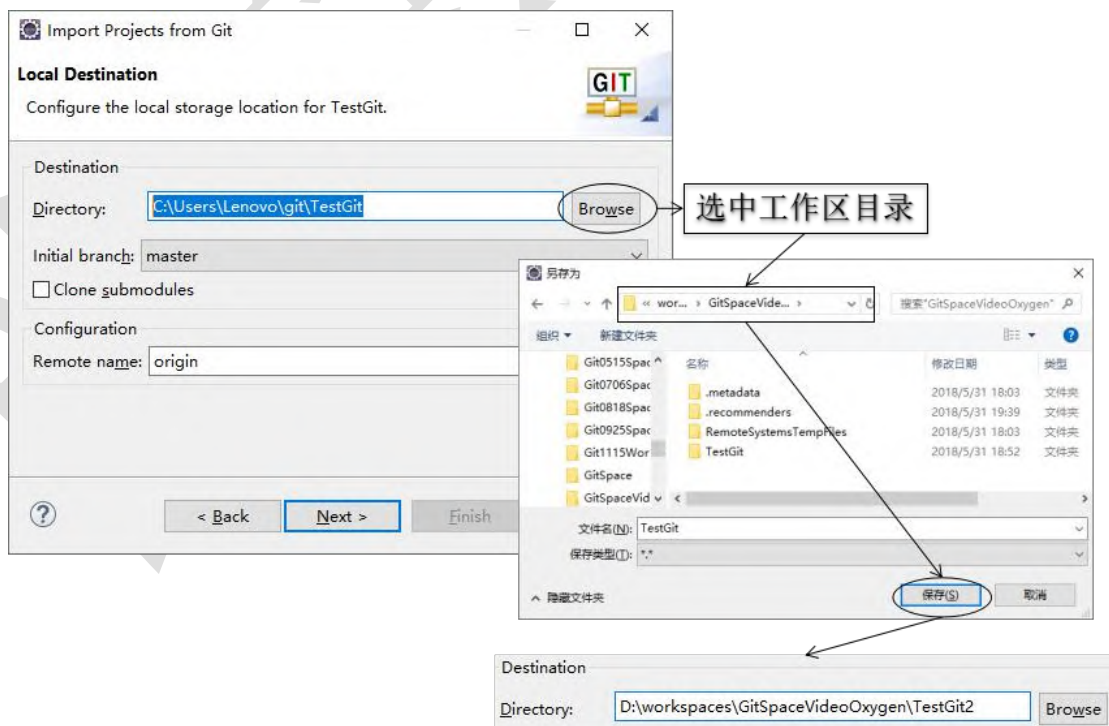 Import Projects from Git
Local Destination
GIT
Configure the local storage location for TestGit.
Destination
Directory: C:\Users\Lenovo\git\TestGit Browse
选中工作区目录
Initial branch: master
Clone submodules
Configuration
Remote name: origin
< Back Next > Finish
另存为
« wor... › GitSpaceVide... › 搜索"GitSpaceVideoOxygen"
组织 新建文件夹
Git0515Spac
Git0706Spac
Git0818Spac
Git0925Spac
Git1115Wor
GitSpace
GitSpaceVid
名称 修改日期 类型
.metadata 2018/5/31 18:03 文件夹
.recommenders 2018/5/31 19:39 文件夹
RemoteSystemsTempFiles 2018/5/31 18:03 文件夹
TestGit 2018/5/31 18:52 文件夹
文件名(N): TestGit
保存类型(T): *.*
隐藏文件夹 保存(S) 取消
Destination
Directory: D:\workspaces\GitSpaceVideoOxygen\TestGit2 Browse